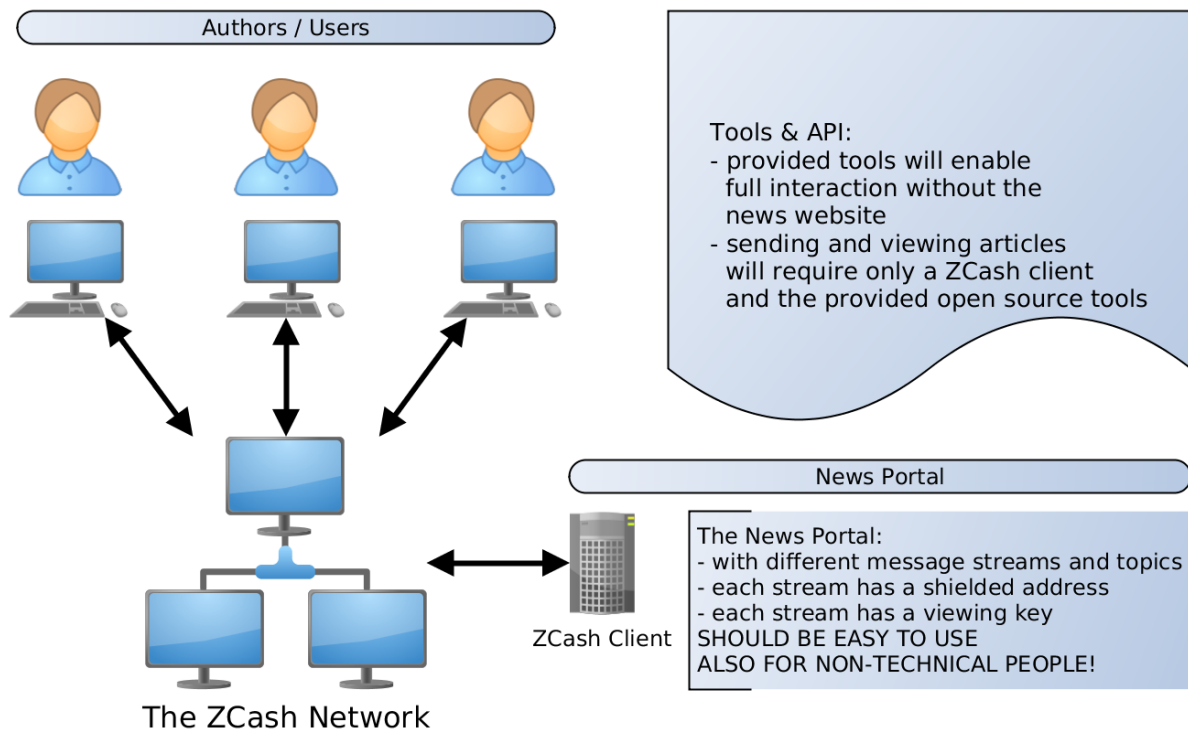 Authors / Users
Tools & API:
- provided tools will enable
full interaction without the
news website
- sending and viewing articles
will require only a ZCash client
and the provided open source tools
News Portal
The News Portal:
- with different message streams and topics
- each stream has a shielded address
- each stream has a viewing key
SHOULD BE EASY TO USE
ALSO FOR NON-TECHNICAL PEOPLE!
ZCash Client
The ZCash Network